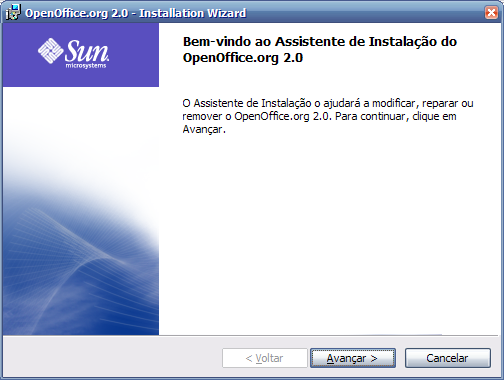 OpenOffice.org 2.0 - Installation Wizard
Sun
microsystems
Bem-vindo ao Assistente de Instalação do
OpenOffice.org 2.0
O Assistente de Instalação o ajudará a modificar, reparar ou
remover o OpenOffice.org 2.0. Para continuar, clique em
Avançar.
< Voltar
Avançar >
Cancelar